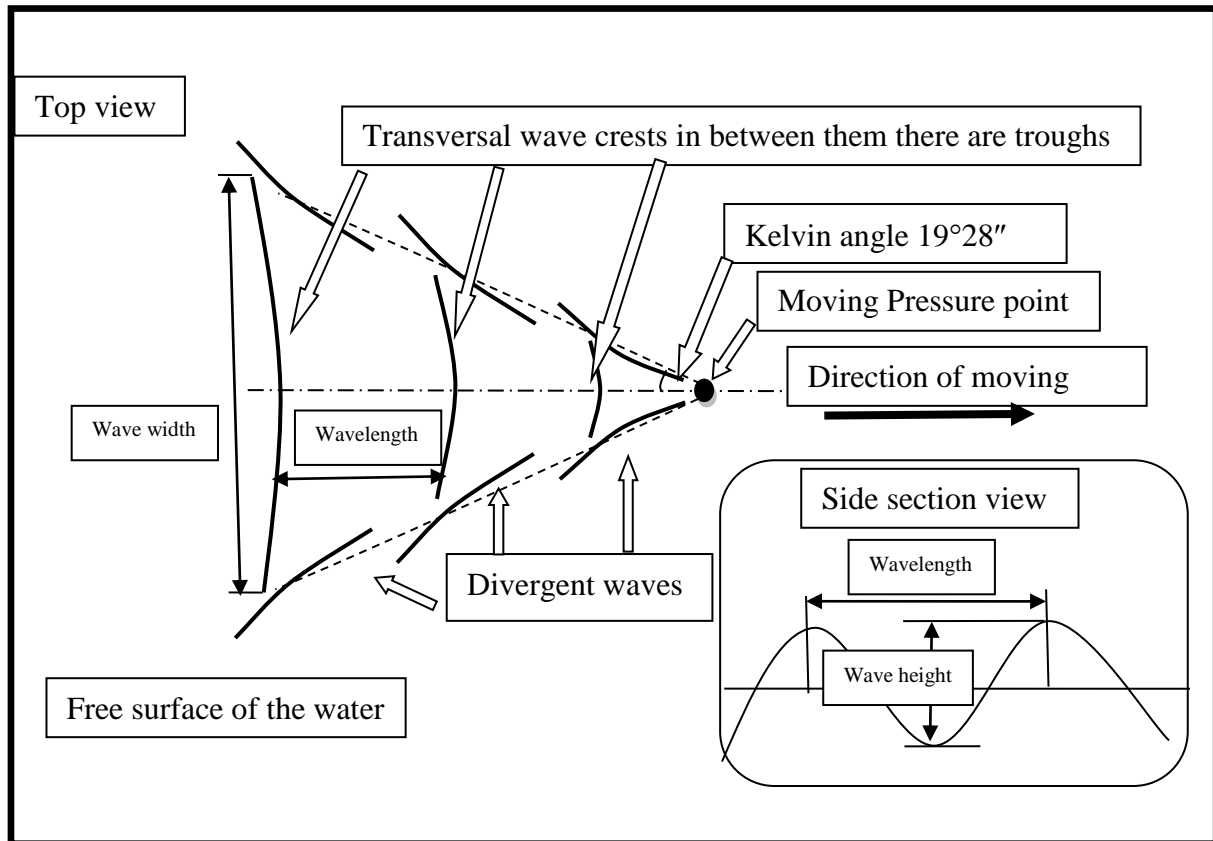 Top view
Transversal wave crests in between them there are troughs
Kelvin angle 19°28″
Moving Pressure point
Direction of moving
Wave width
Wavelength
Divergent waves
Free surface of the water
Side section view
Wavelength
Wave height